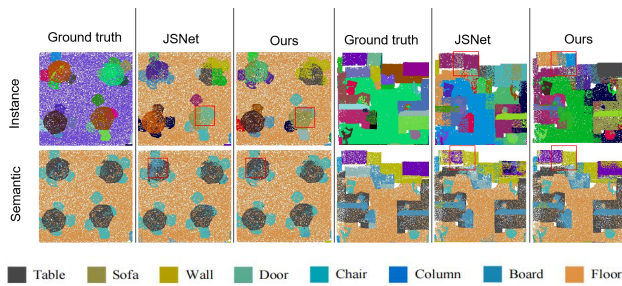 Ground truth JSNet Ours Ground truth JSNet Ours
Instance
Semantic
Table Sofa Wall Door Chair Column Board Floor